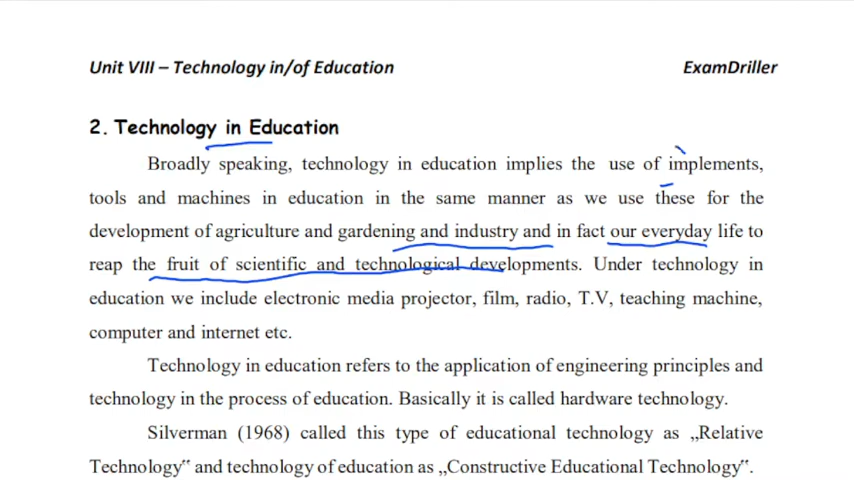 Unit VIII – Technology in/of Education ExamDriller
2. Technology in Education
Broadly speaking, technology in education implies the use of implements,
tools and machines in education in the same manner as we use these for the
development of agriculture and gardening and industry and in fact our everyday life to
reap the fruit of scientific and technological developments. Under technology in
education we include electronic media projector, film, radio, T.V, teaching machine,
computer and internet etc.
Technology in education refers to the application of engineering principles and
technology in the process of education. Basically it is called hardware technology.
Silverman (1968) called this type of educational technology as „Relative
Technology‟ and technology of education as „Constructive Educational Technology‟.